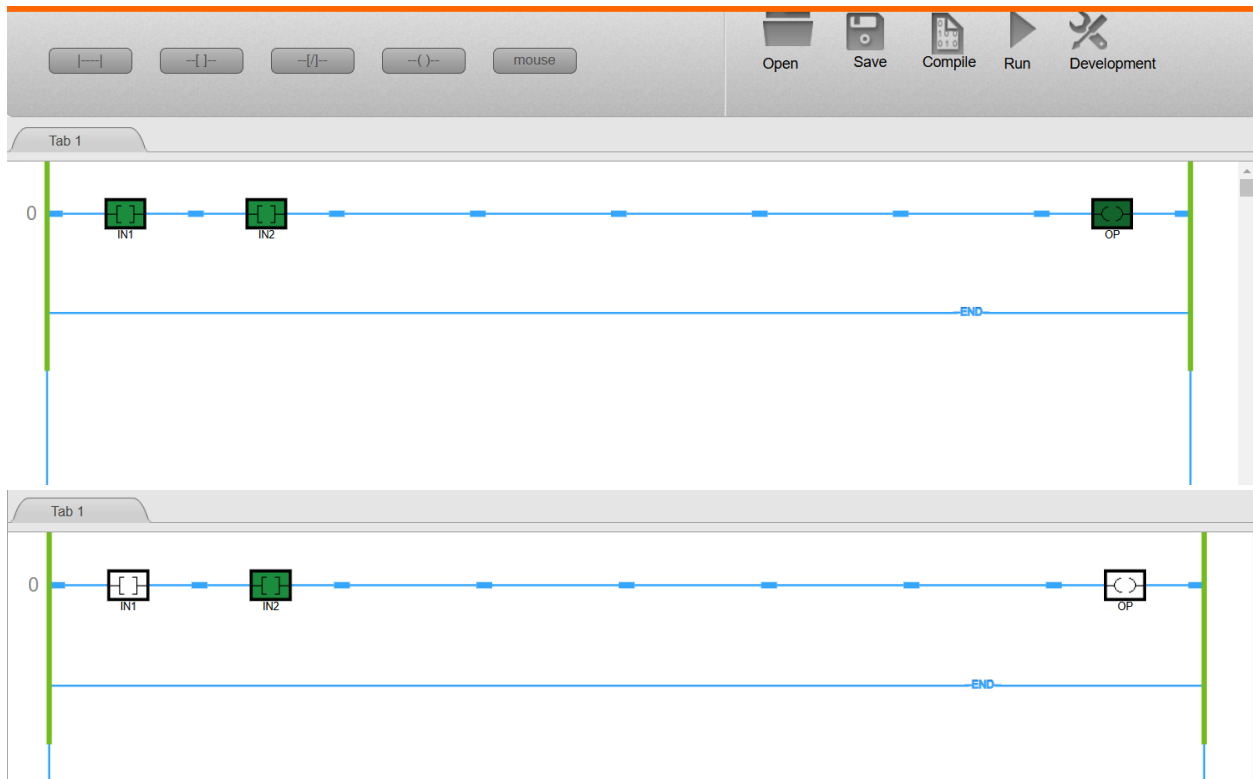 |----| --[ ]-- --[/]-- --( )-- mouse Open Save Compile Run Development
Tab 1
0
IN1 IN2 OP
-END-
Tab 1
0
IN1 IN2 OP
-END-